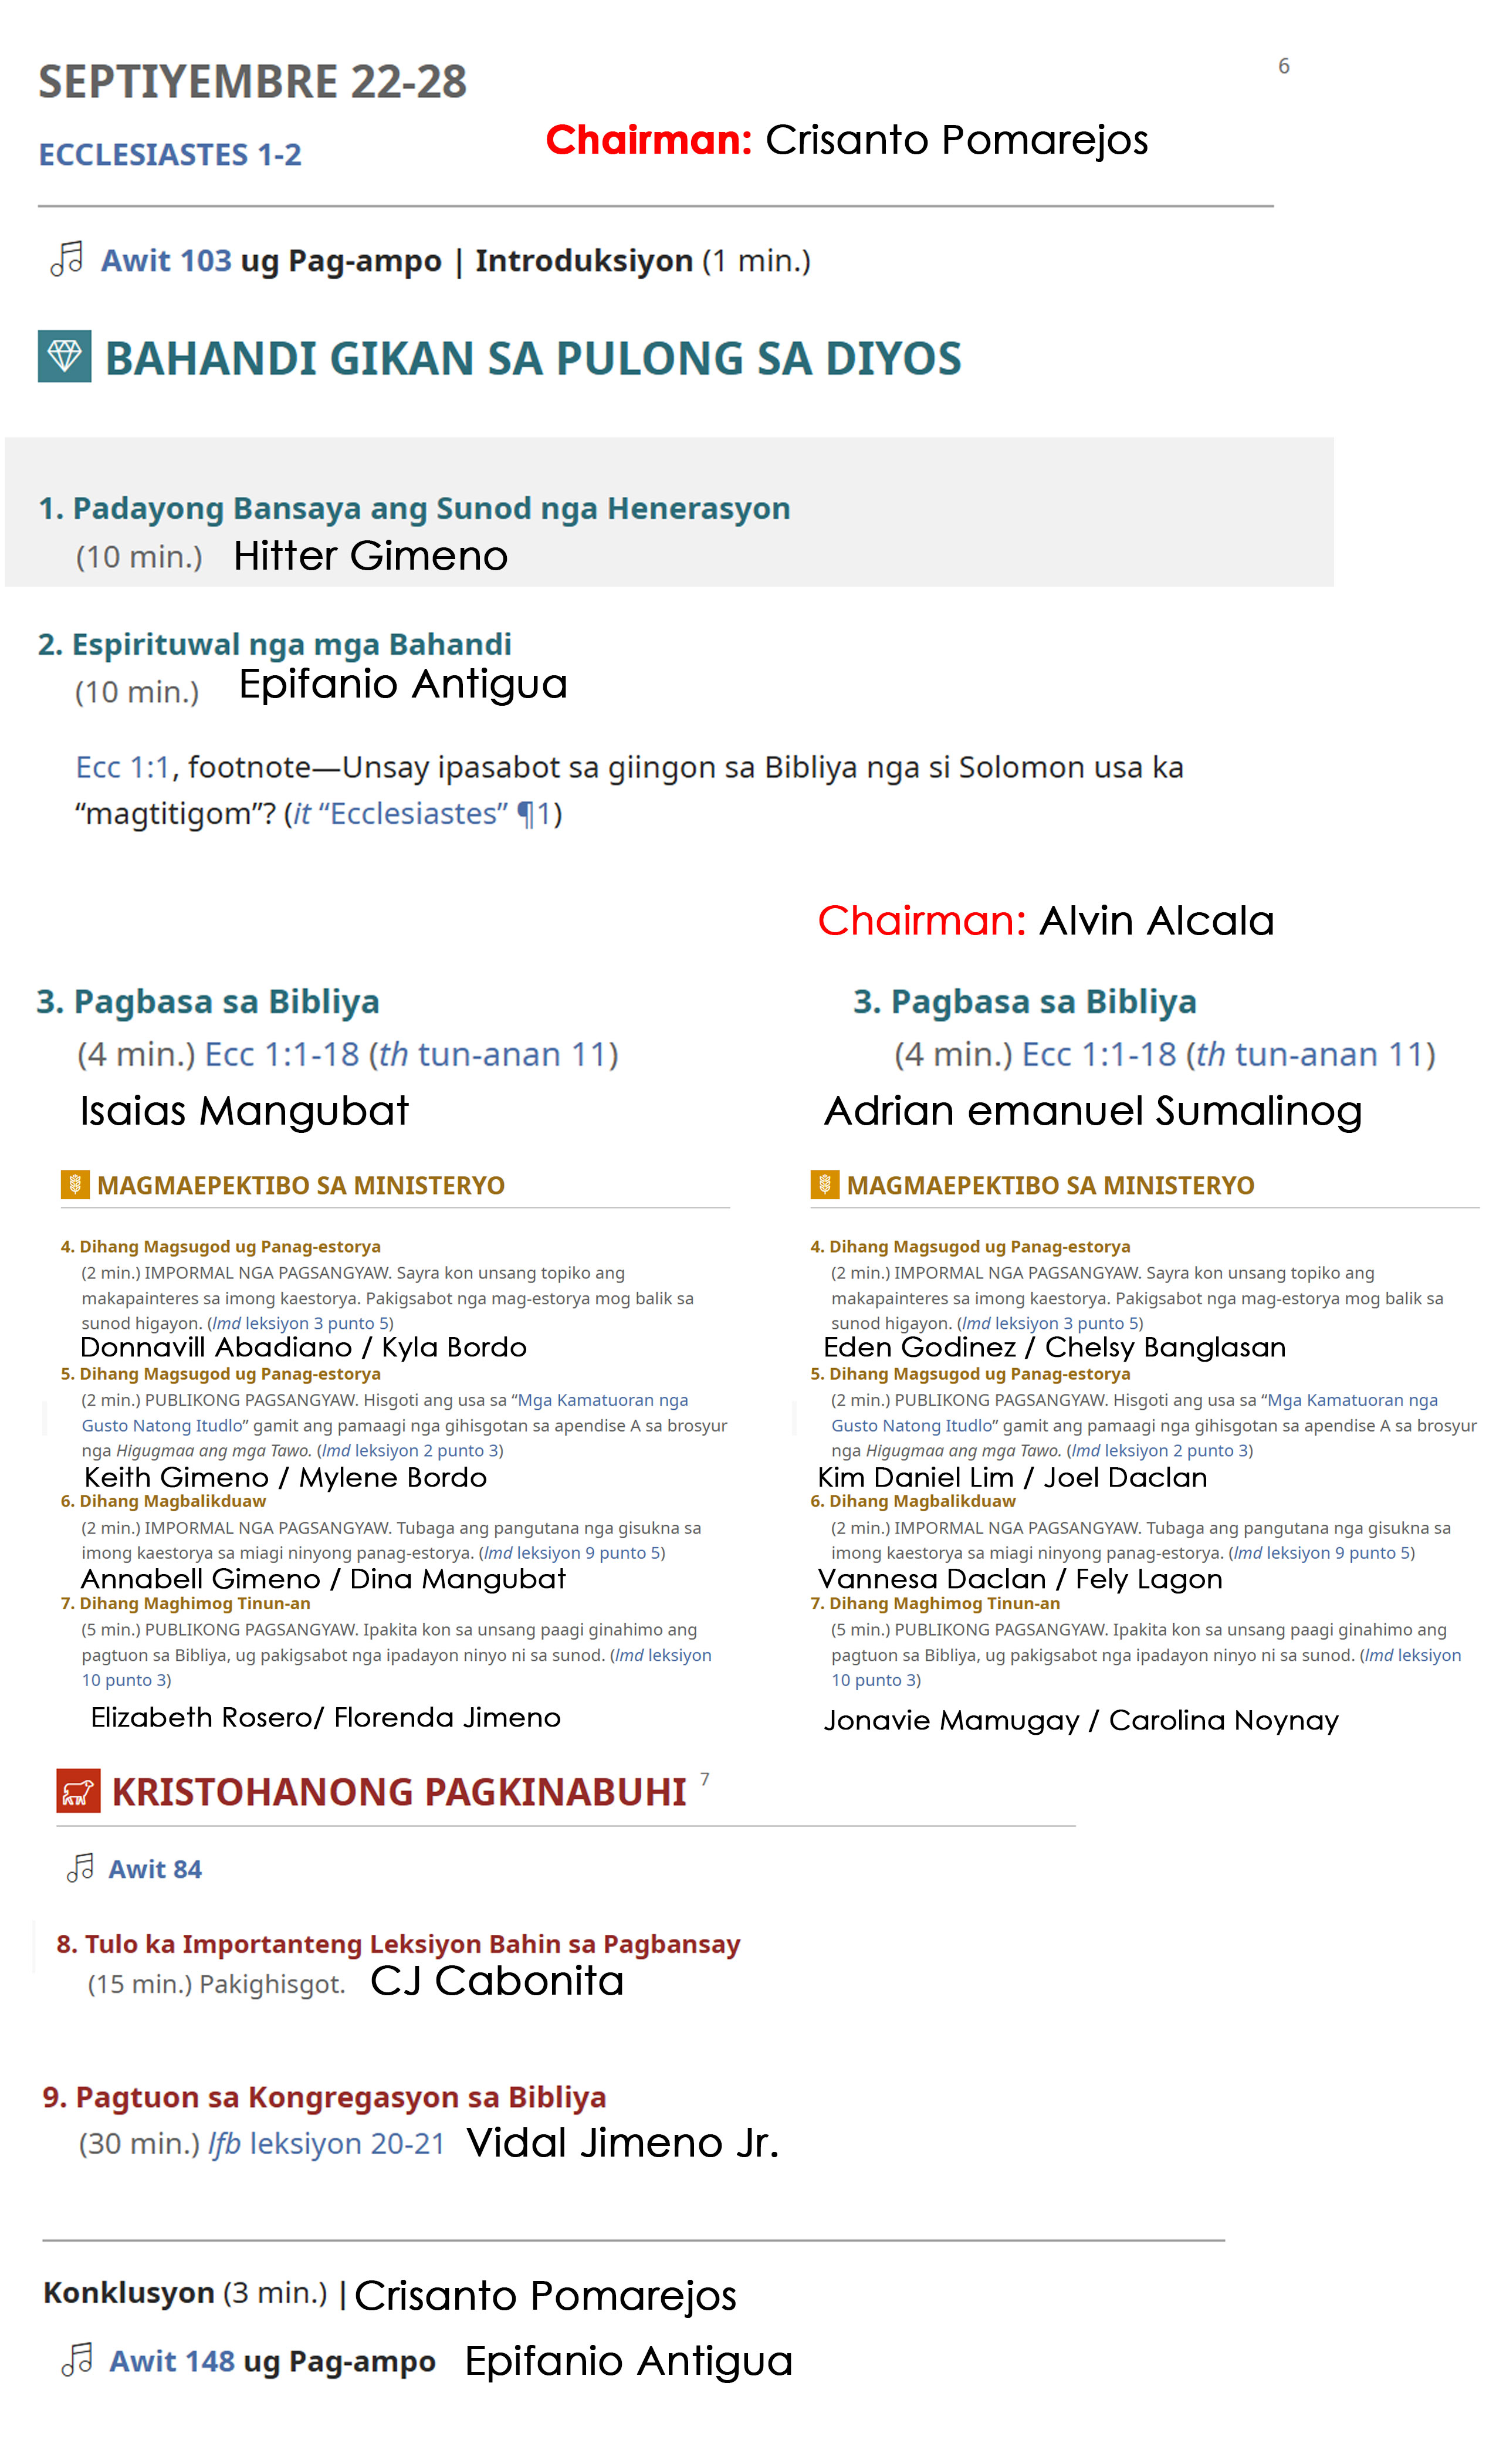 SEPTIYEMBRE 22-28
6
ECCLESIASTES 1-2
Chairman: Crisanto Pomarejos
Awit 103 ug Pag-ampo | Introduksiyon (1 min.)
BAHANDI GIKAN SA PULONG SA DIYOS
1. Padayong Bansaya ang Sunod nga Henerasyon
(10 min.) Hitter Gimeno
2. Espirituwal nga mga Bahandi
(10 min.) Epifanio Antigua
Ecc 1:1, footnote—Unsay ipasabot sa giingon sa Bibliya nga si Solomon usa ka
“magtitigom”? (it “Ecclesiastes” ¶1)
Chairman: Alvin Alcala
3. Pagbasa sa Bibliya
(4 min.) Ecc 1:1-18 (th tun-anan 11)
Isaias Mangubat
MAGMAEPEKTIBO SA MINISTERYO
4. Dihang Magsugod ug Panag-estorya
(2 min.) IMPORMAL NGA PAGSANGYAW. Sayra kon unsang topiko ang
makapainteres sa imong kaestorya. Pakigsabot nga mag-estorya mog balik sa
sunod higayon. (lmd leksiyon 3 punto 5)
Donnavill Abadiano / Kyla Bordo
5. Dihang Magsugod ug Panag-estorya
(2 min.) PUBLIKONG PAGSANGYAW. Hisgoti ang usa sa “Mga Kamatuoran nga
Gusto Natong Itudlo” gamit ang pamaagi nga gihisgotan sa apendise A sa brosyur
nga Higugmaa ang mga Tawo. (lmd leksiyon 2 punto 3)
Keith Gimeno / Mylene Bordo
6. Dihang Magbalikduaw
(2 min.) IMPORMAL NGA PAGSANGYAW. Tubaga ang pangutana nga gisukna sa
imong kaestorya sa miagi ninyong panag-estorya. (lmd leksiyon 9 punto 5)
Annabell Gimeno / Dina Mangubat
7. Dihang Maghimog Tinun-an
(5 min.) PUBLIKONG PAGSANGYAW. Ipakita kon sa unsang paagi ginahimo ang
pagtuon sa Bibliya, ug pakigsabot nga ipadayon ninyo ni sa sunod. (lmd leksiyon
10 punto 3)
Elizabeth Rosero/ Florenda Jimeno
3. Pagbasa sa Bibliya
(4 min.) Ecc 1:1-18 (th tun-anan 11)
Adrian emanuel Sumalinog
MAGMAEPEKTIBO SA MINISTERYO
4. Dihang Magsugod ug Panag-estorya
(2 min.) IMPORMAL NGA PAGSANGYAW. Sayra kon unsang topiko ang
makapainteres sa imong kaestorya. Pakigsabot nga mag-estorya mog balik sa
sunod higayon. (lmd leksiyon 3 punto 5)
Eden Godinez / Chelsy Banglasan
5. Dihang Magsugod ug Panag-estorya
(2 min.) PUBLIKONG PAGSANGYAW. Hisgoti ang usa sa “Mga Kamatuoran nga
Gusto Natong Itudlo” gamit ang pamaagi nga gihisgotan sa apendise A sa brosyur
nga Higugmaa ang mga Tawo. (lmd leksiyon 2 punto 3)
Kim Daniel Lim / Joel Daclan
6. Dihang Magbalikduaw
(2 min.) IMPORMAL NGA PAGSANGYAW. Tubaga ang pangutana nga gisukna sa
imong kaestorya sa miagi ninyong panag-estorya. (lmd leksiyon 9 punto 5)
Vannesa Daclan / Fely Lagon
7. Dihang Maghimog Tinun-an
(5 min.) PUBLIKONG PAGSANGYAW. Ipakita kon sa unsang paagi ginahimo ang
pagtuon sa Bibliya, ug pakigsabot nga ipadayon ninyo ni sa sunod. (lmd leksiyon
10 punto 3)
Jonavie Mamugay / Carolina Noynay
KRISTOHANONG PAGKINABUHI 7
Awit 84
8. Tulo ka Importanteng Leksiyon Bahin sa Pagbansay
(15 min.) Pakighisgot. CJ Cabonita
9. Pagtuon sa Kongregasyon sa Bibliya
(30 min.) lfb leksiyon 20-21 Vidal Jimeno Jr.
Konklusyon (3 min.) | Crisanto Pomarejos
Awit 148 ug Pag-ampo Epifanio Antigua